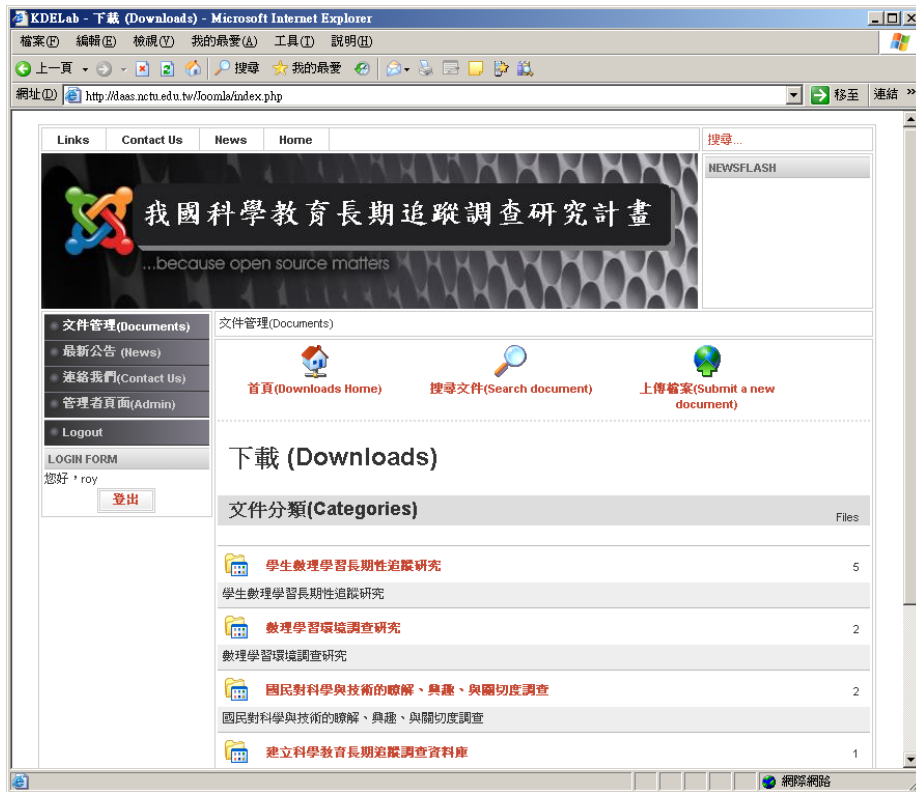 KDELab - 下載 (Downloads) - Microsoft Internet Explorer
檔案(F) 編輯(E) 檢視(V) 我的最愛(A) 工具(T) 說明(H)
上一頁 搜尋 我的最愛
網址(D) http://daas.nctu.edu.tw/Joomla/index.php 移至 連結 »
Links Contact Us News Home 搜尋...
NEWSFLASH
我國科學教育長期追蹤調查研究計畫
...because open source matters
文件管理(Documents)
最新公告 (News)
連絡我們(Contact Us)
管理者頁面(Admin)
Logout
LOGIN FORM
您好，roy
登出
文件管理(Documents)
首頁(Downloads Home) 搜尋文件(Search document) 上傳檔案(Submit a new
document)
下載 (Downloads)
文件分類(Categories) Files
學生數理學習長期性追蹤研究 5
學生數理學習長期性追蹤研究
數理學習環境調查研究 2
數理學習環境調查研究
國民對科學與技術的瞭解、興趣、與關切度調查 2
國民對科學與技術的瞭解、興趣、與關切度調查
建立科學教育長期追蹤調查資料庫 1
網際網路